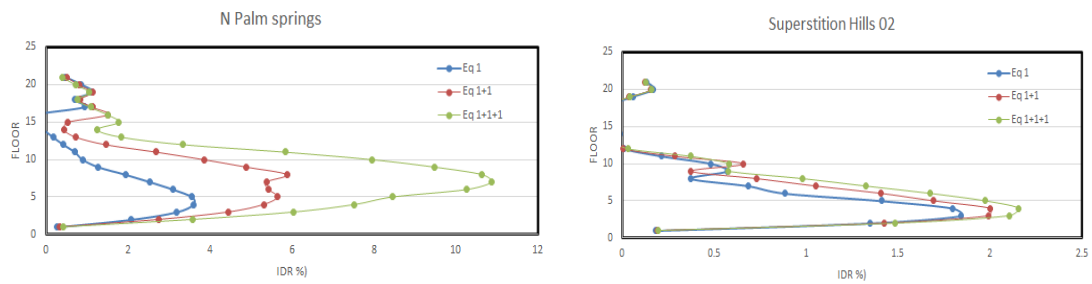 N Palm springs
25
20
15
10
5
0
FLOOR
0 2 4 6 8 10 12
IDR %)
Eq 1
Eq 1+1
Eq 1+1+1
Superstition Hills 02
25
20
15
10
5
0
FLOOR
0 0.5 1 1.5 2 2.5
IDR %)
Eq 1
Eq 1+1
Eq 1+1+1